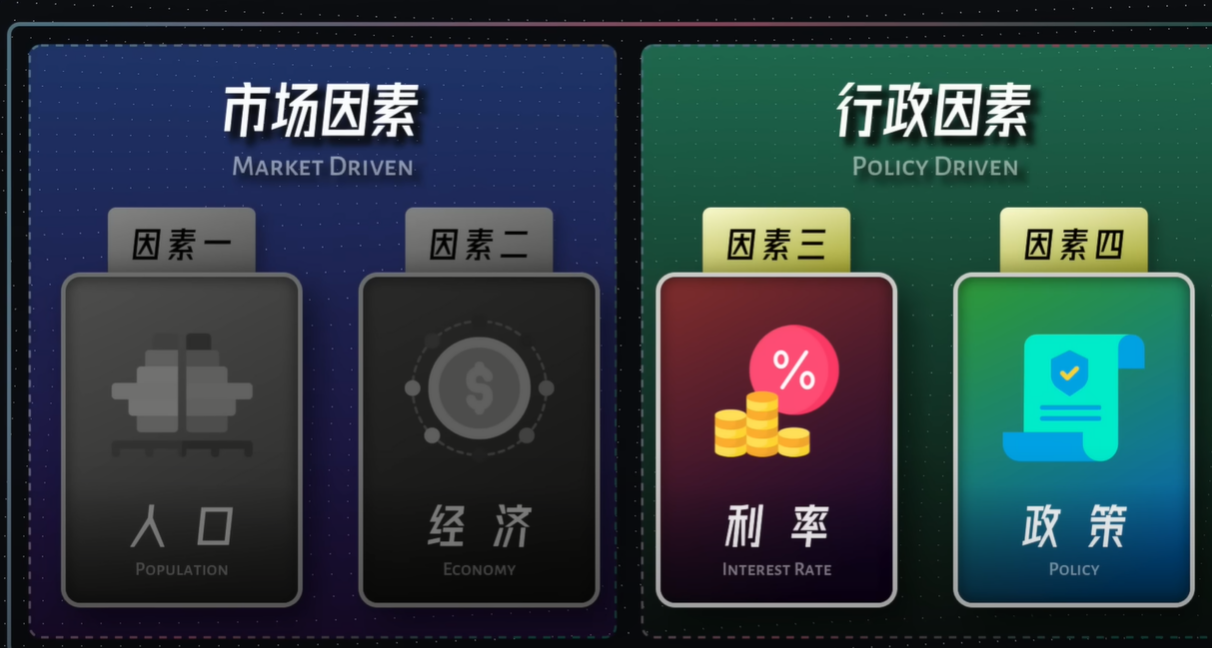 市场因素
MARKET DRIVEN
因素一
人口
POPULATION
因素二
经济
ECONOMY
行政因素
POLICY DRIVEN
因素三
%
利率
INTEREST RATE
因素四
政策
POLICY
$